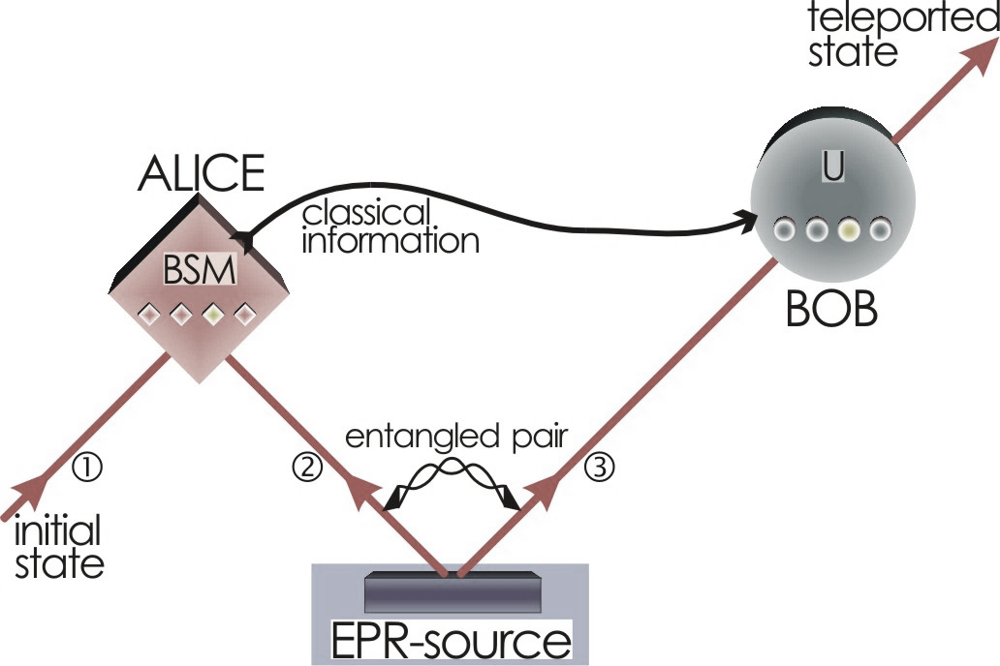 teleported
state
ALICE
classical
information
BSM
U
BOB
entangled pair
①
②
③
initial
state
EPR-source